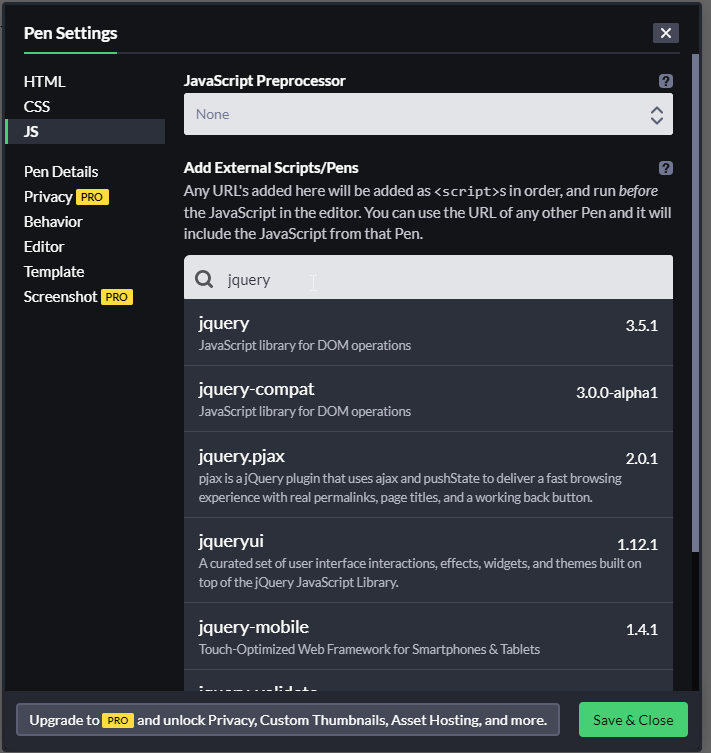 Pen Settings
HTML
CSS
JS
Pen Details
Privacy PRO
Behavior
Editor
Template
Screenshot PRO
JavaScript Preprocessor
?
None
Add External Scripts/Pens
?
Any URL's added here will be added as <script>s in order, and run before
the JavaScript in the editor. You can use the URL of any other Pen and it will
include the JavaScript from that Pen.
jquery
jquery 3.5.1
JavaScript library for DOM operations
jquery-compat 3.0.0-alpha1
JavaScript library for DOM operations
jquery.pjax 2.0.1
pjax is a jQuery plugin that uses ajax and pushState to deliver a fast browsing
experience with real permalinks, page titles, and a working back button.
jqueryui 1.12.1
A curated set of user interface interactions, effects, widgets, and themes built on
top of the jQuery JavaScript Library.
jquery-mobile 1.4.1
Touch-Optimized Web Framework for Smartphones & Tablets
Upgrade to PRO and unlock Privacy, Custom Thumbnails, Asset Hosting, and more.
Save & Close